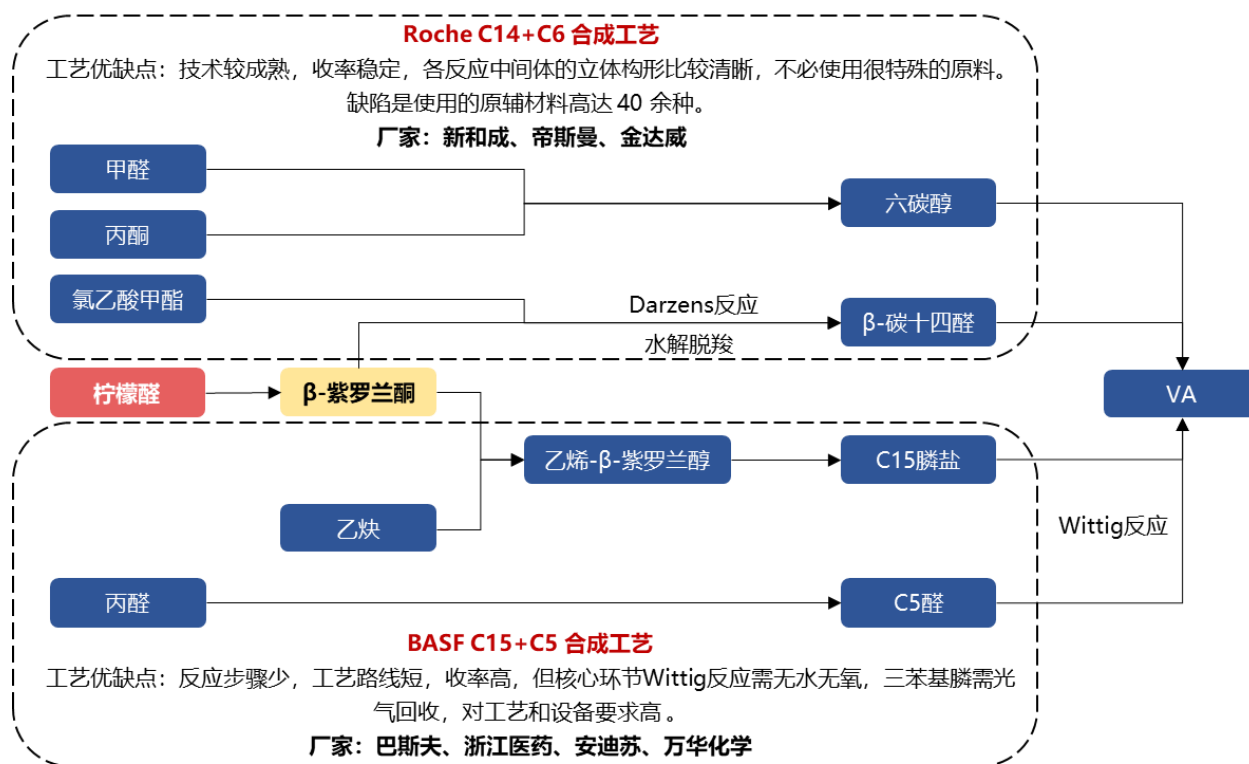 Roche C14+C6 合成工艺
工艺优缺点：技术较成熟，收率稳定，各反应中间体的立体构形比较清晰，不必使用很特殊的原料。
缺陷是使用的原辅材料高达 40 余种。
厂家：新和成、帝斯曼、金达威
甲醛
六碳醇
丙酮
氯乙酸甲酯
Darzens反应
β-碳十四醛
水解脱羧
柠檬醛
β-紫罗兰酮
VA
乙烯-β-紫罗兰醇
C15膦盐
乙炔
Wittig反应
丙醛
C5醛
BASF C15+C5 合成工艺
工艺优缺点：反应步骤少，工艺路线短，收率高，但核心环节Wittig反应需无水无氧，三苯基膦需光
气回收，对工艺和设备要求高。
厂家：巴斯夫、浙江医药、安迪苏、万华化学